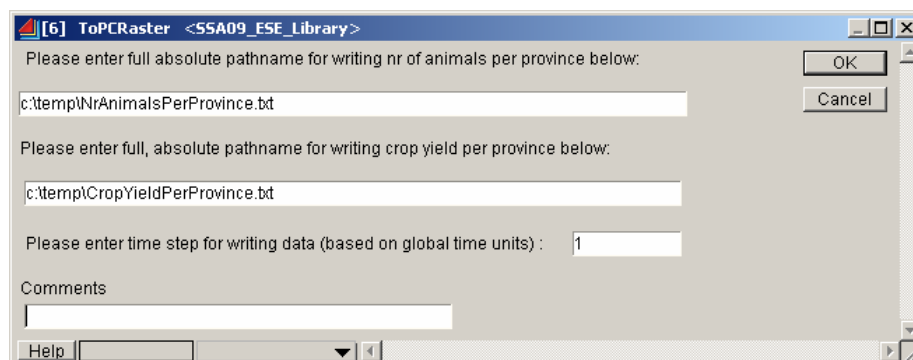 [6] ToPCRaster <SSA09_ESE_Library>
Please enter full absolute pathname for writing nr of animals per province below:
OK
c:\temp\NrAnimalsPerProvince.txt
Cancel
Please enter full, absolute pathname for writing crop yield per province below:
c:\temp\CropYieldPerProvince.txt
Please enter time step for writing data (based on global time units) : 1
Comments
Help